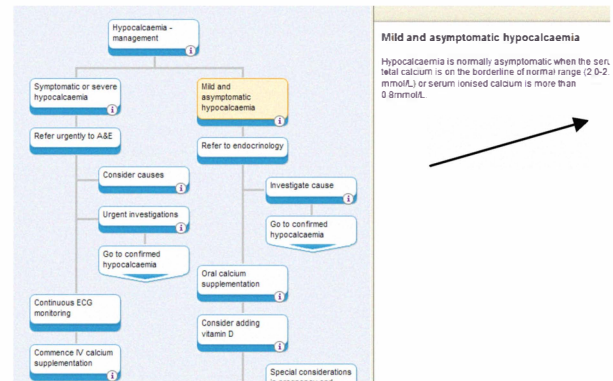 Hypocalcaemia -
management
Symptomatic or severe
hypocalcaemia
i
Mild and
asymptomatic
hypocalcaemia
i
Refer urgently to A&E
Refer to endocrinology
Consider causes
i
Investigate cause
i
Urgent investigations
i
Go to confirmed
hypocalcaemia
Go to confirmed
hypocalcaemia
Oral calcium
supplementation
i
Continuous ECG
monitoring
Consider adding
vitamin D
i
Commence IV calcium
supplementation
i
Special considerations
Mild and asymptomatic hypocalcaemia
Hypocalcaemia is normally asymptomatic when the seru
total calcium is on the borderline of normal range (2.0-2.
mmol/L) or serum ionised calcium is more than
0.8mmol/L.